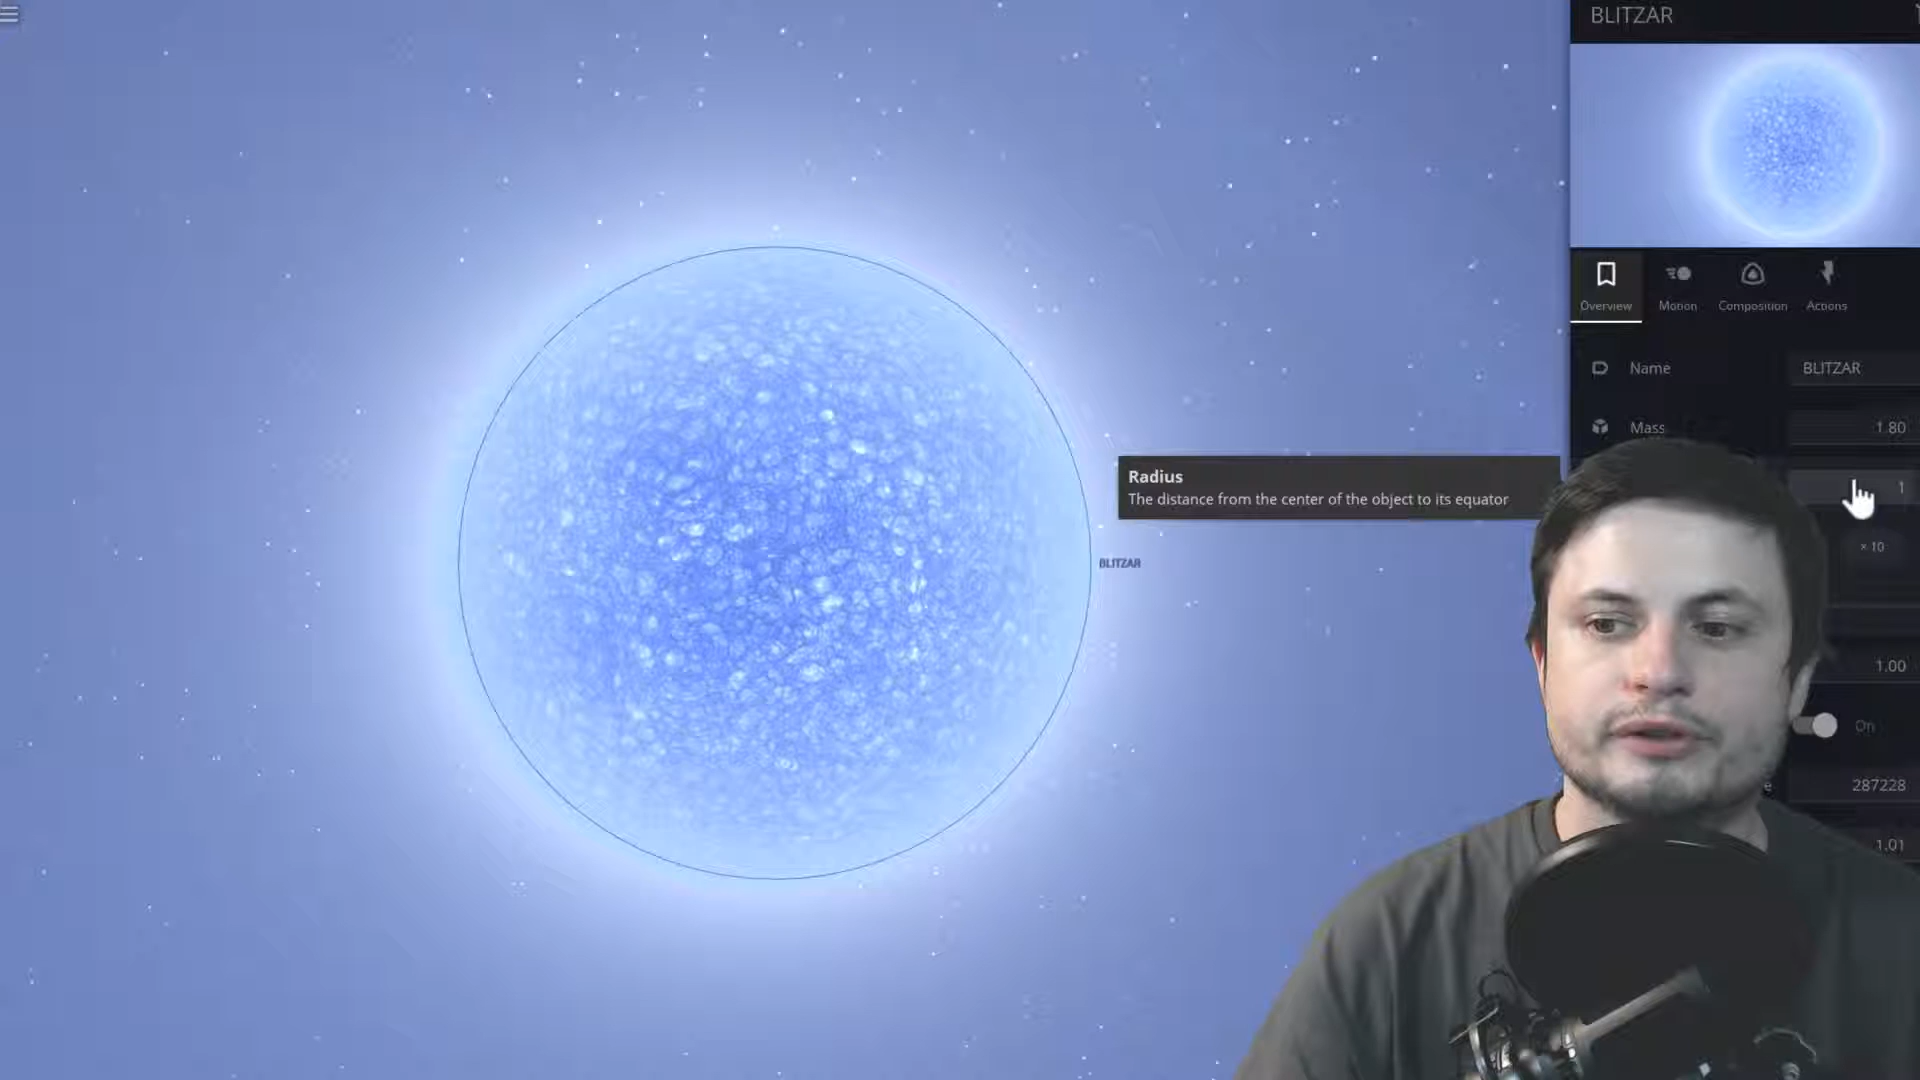 BLITZAR
Overview
Motion
Composition
Actions
Name
BLITZAR
Mass
1.80
Radius
The distance from the center of the object to its equator
1
× 10
BLITZAR
1.00
On
e
287228
1.01